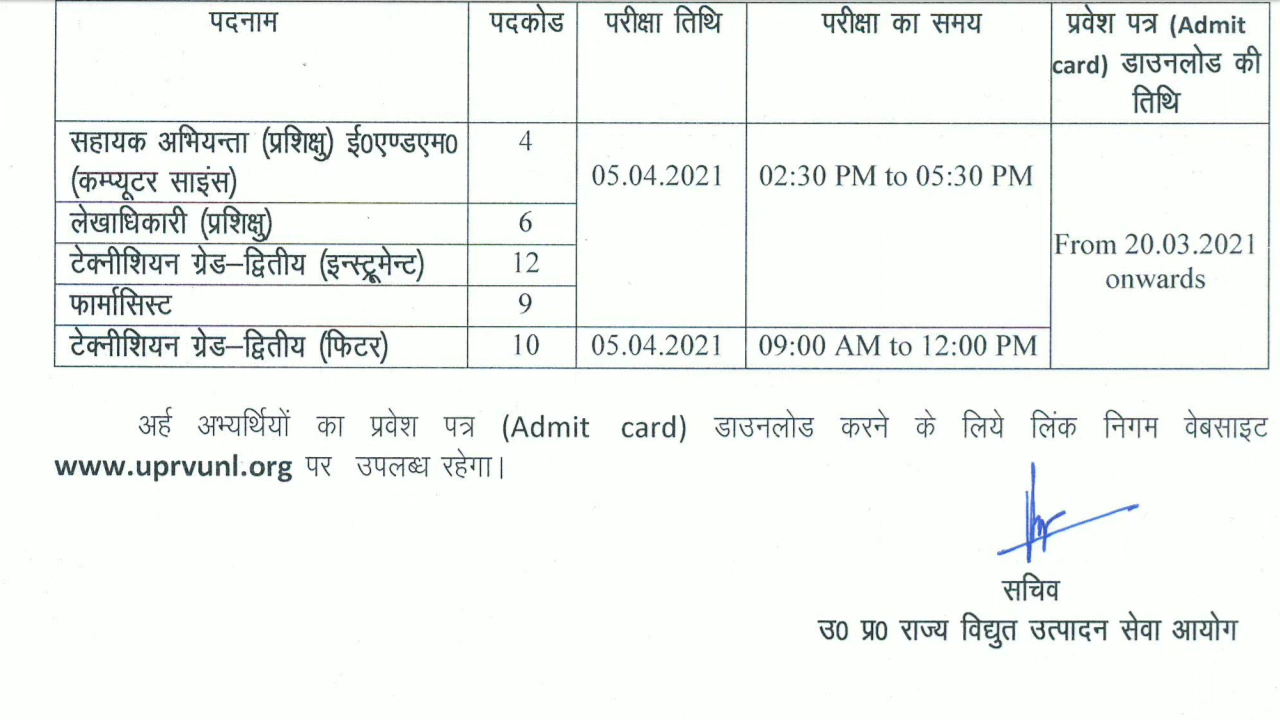 पदनाम पदकोड परीक्षा तिथि परीक्षा का समय प्रवेश पत्र (Admit
card) डाउनलोड की
तिथि
सहायक अभियन्ता (प्रशिक्षु) ई0एण्डएम0 4
(कम्प्यूटर साइंस) 05.04.2021 02:30 PM to 05:30 PM
लेखाधिकारी (प्रशिक्षु) 6
From 20.03.2021
टेक्नीशियन ग्रेड–द्वितीय (इन्स्ट्रूमेन्ट) 12
onwards
फार्मासिस्ट 9
टेक्नीशियन ग्रेड–द्वितीय (फिटर) 10 05.04.2021 09:00 AM to 12:00 PM
अर्ह अभ्यर्थियों का प्रवेश पत्र (Admit card) डाउनलोड करने के लिये लिंक निगम वेबसाइट
www.uprvunl.org पर उपलब्ध रहेगा।
सचिव
उ0 प्र0 राज्य विद्युत उत्पादन सेवा आयोग